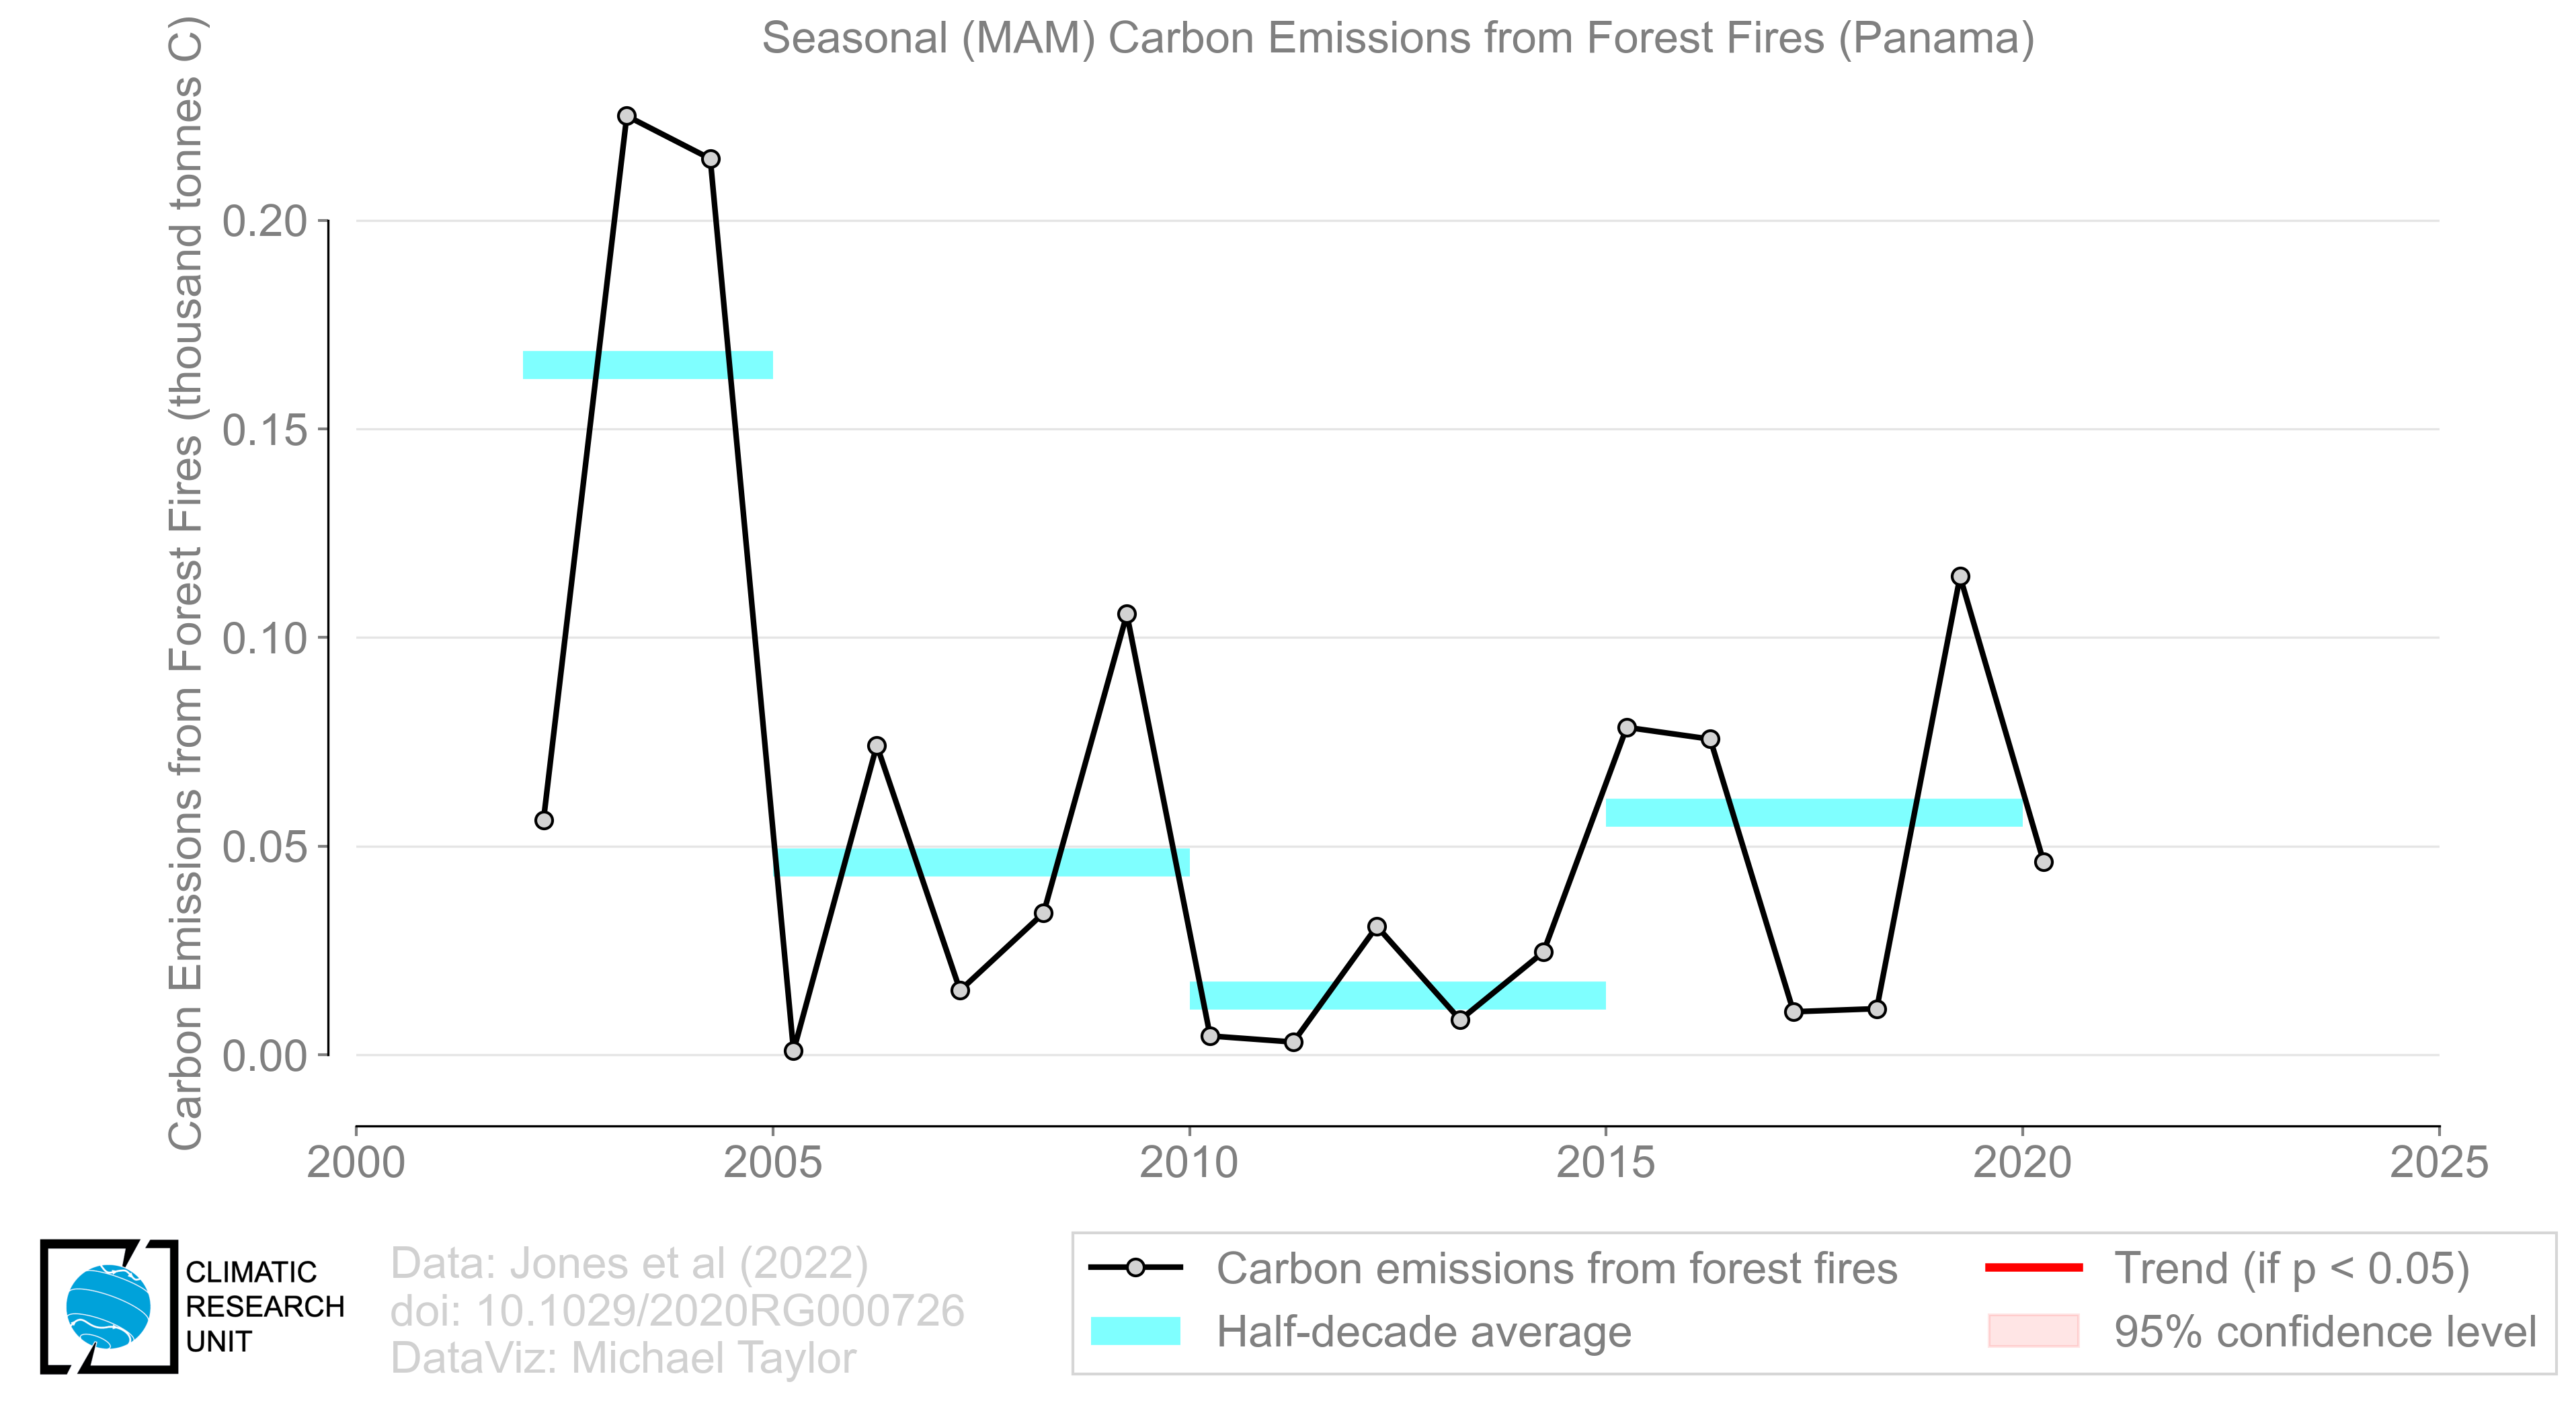 Seasonal (MAM) Carbon Emissions from Forest Fires (Panama)
Carbon Emissions from Forest Fires (thousand tonnes C)
0.20
0.15
0.10
0.05
0.00
2000
2005
2010
2015
2020
2025
CLIMATIC
RESEARCH
UNIT
Data: Jones et al (2022)
doi: 10.1029/2020RG000726
DataViz: Michael Taylor
Carbon emissions from forest fires
Half-decade average
Trend (if p < 0.05)
95% confidence level